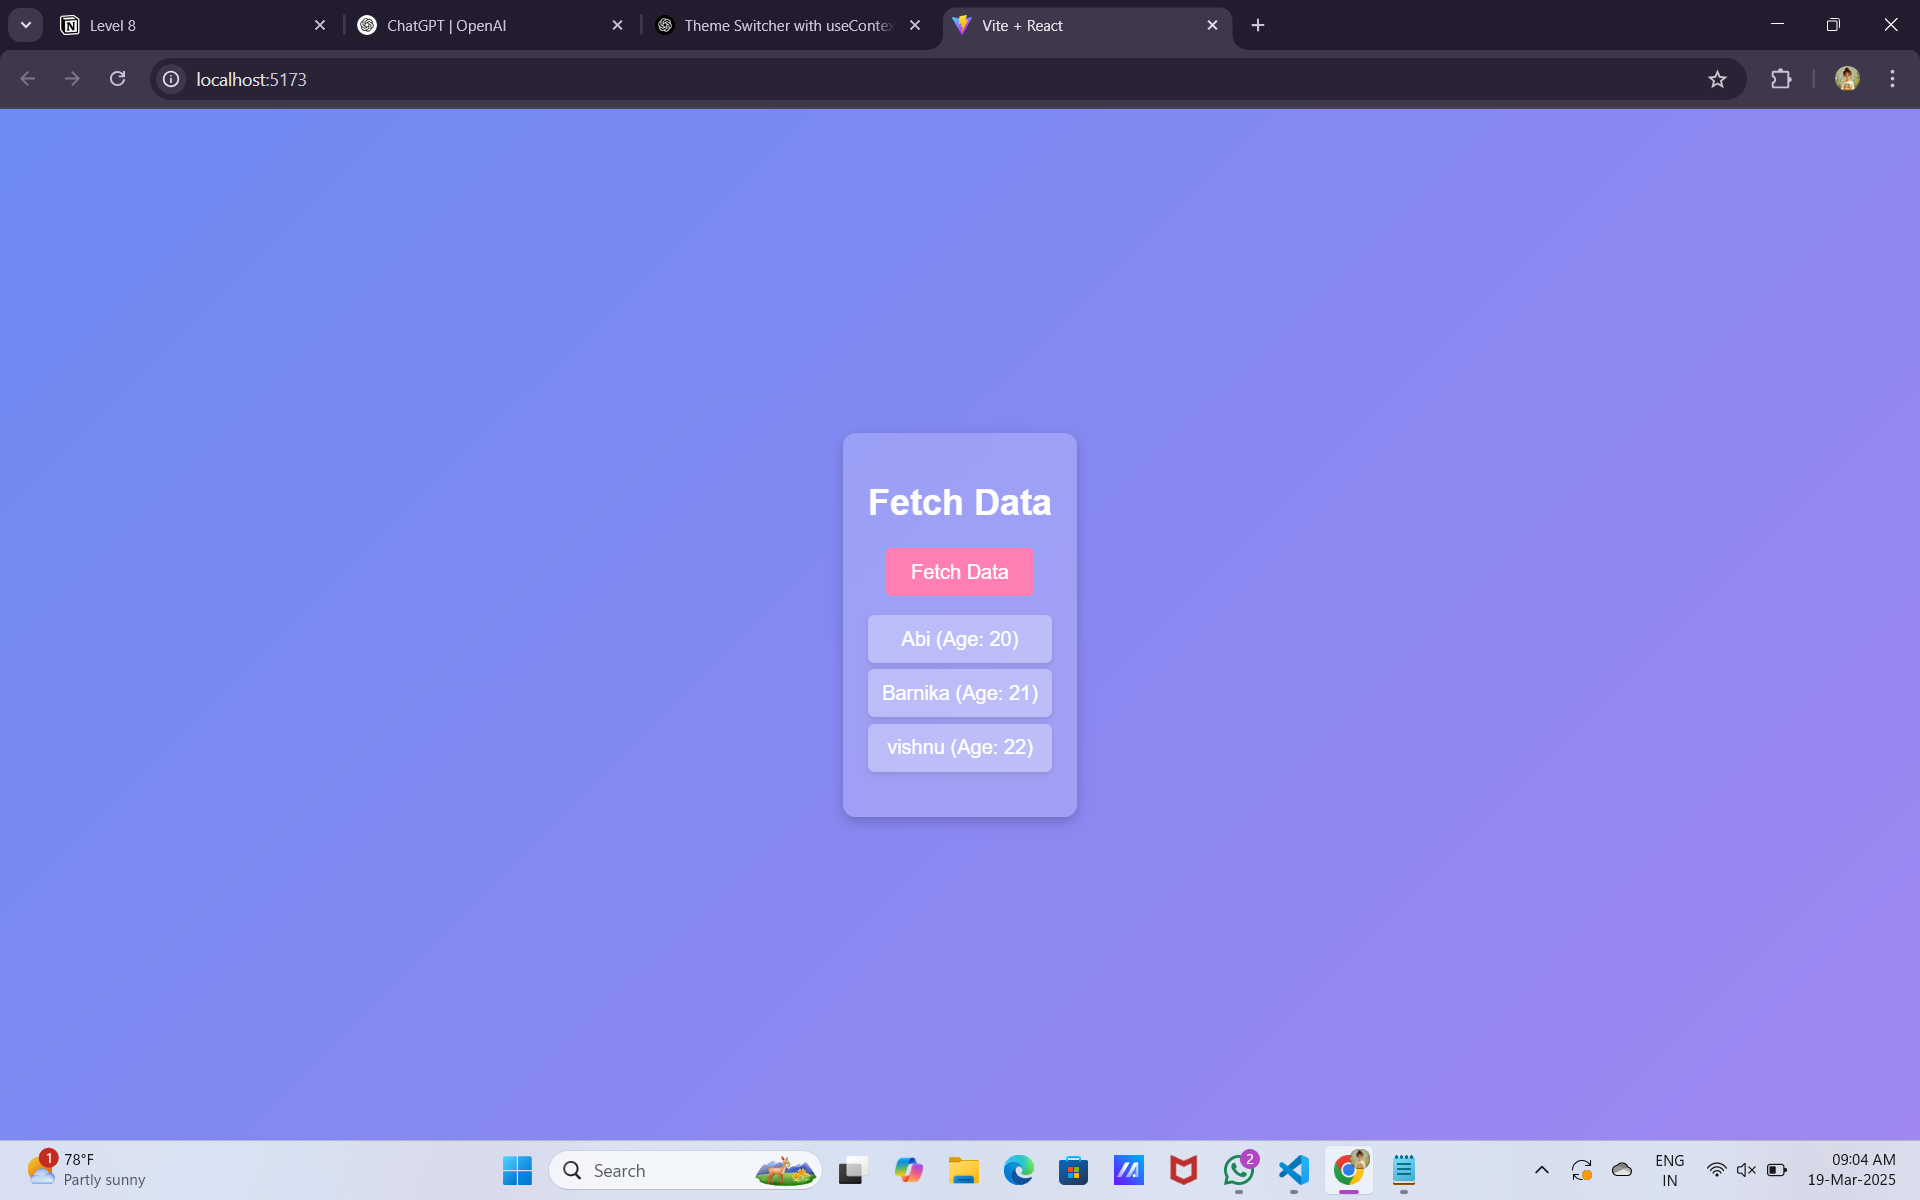 Level 8
ChatGPT | OpenAI
Theme Switcher with useConte
Vite + React
localhost:5173
Fetch Data
Fetch Data
Abi (Age: 20)
Barnika (Age: 21)
vishnu (Age: 22)
1
78°F
Partly sunny
Search
2
ENG
IN
09:04 AM
19-Mar-2025